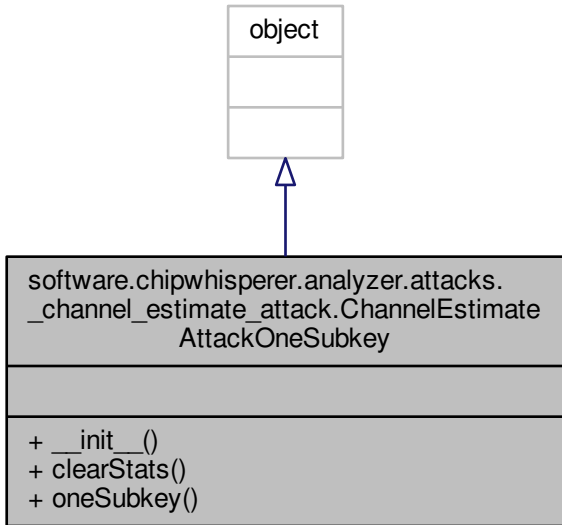 object
software.chipwhisperer.analyzer.attacks.
_channel_estimate_attack.ChannelEstimate
AttackOneSubkey
+ __init__()
+ clearStats()
+ oneSubkey()